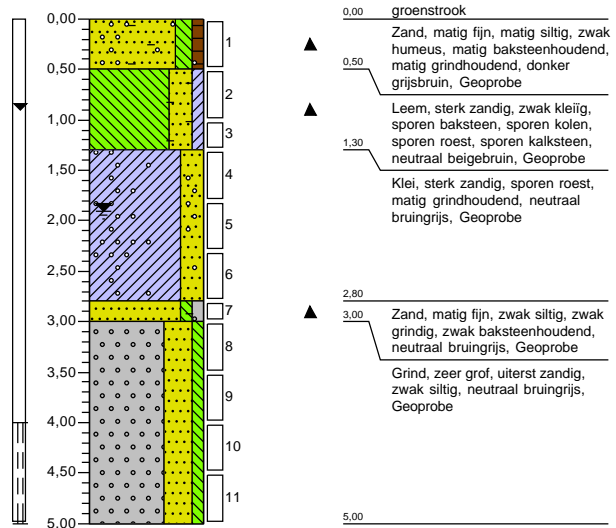 0,00
0,50
1,00
1,50
2,00
2,50
3,00
3,50
4,00
4,50
5,00
1
2
3
4
5
6
7
8
9
10
11
0,00
groenstrook
Zand, matig fijn, matig siltig, zwak
humeus, matig baksteenhoudend,
matig grindhoudend, donker
grijsbruin, Geoprobe
0,50
Leem, sterk zandig, zwak kleiïg,
sporen baksteen, sporen kolen,
sporen roest, sporen kalksteen,
neutraal beigebruin, Geoprobe
1,30
Klei, sterk zandig, sporen roest,
matig grindhoudend, neutraal
bruingrijs, Geoprobe
2,80
Zand, matig fijn, zwak siltig, zwak
grindig, zwak baksteenhoudend,
neutraal bruingrijs, Geoprobe
3,00
Grind, zeer grof, uiterst zandig,
zwak siltig, neutraal bruingrijs,
Geoprobe
5,00